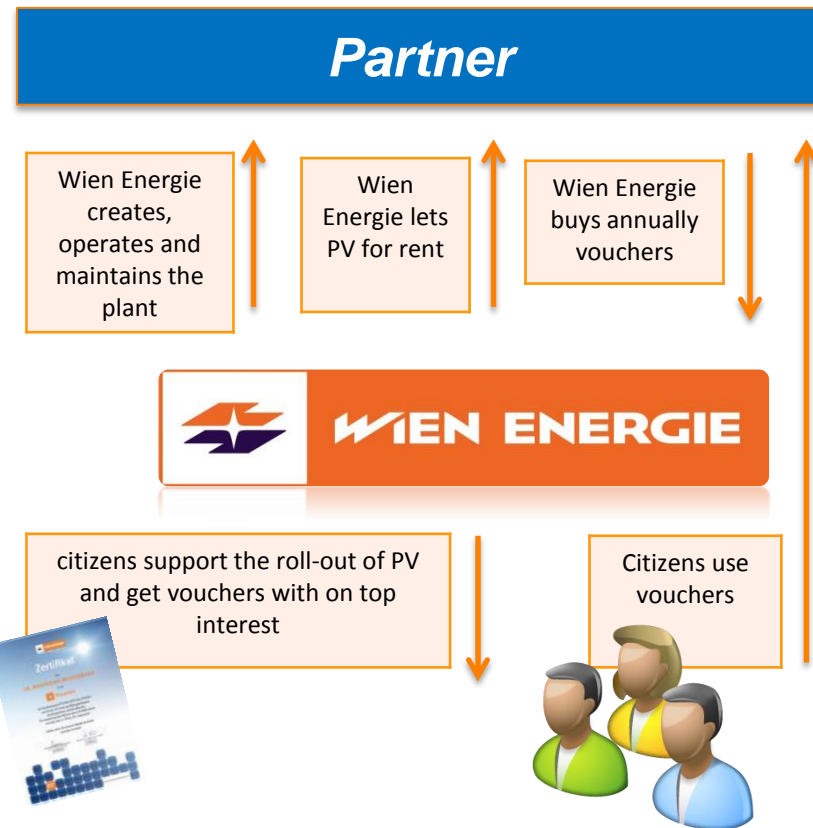 Partner
Wien Energie
creates,
operates and
maintains the
plant
Wien
Energie lets
PV for rent
Wien Energie
buys annually
vouchers
WIEN ENERGIE
citizens support the roll-out of PV
and get vouchers with on top
interest
Citizens use
vouchers
Zertifikat